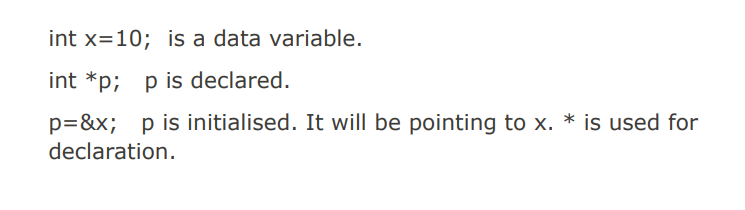 int x=10;  is a data variable.
int *p;   p is declared.
p=&x;   p is initialised. It will be pointing to x. * is used for
declaration.